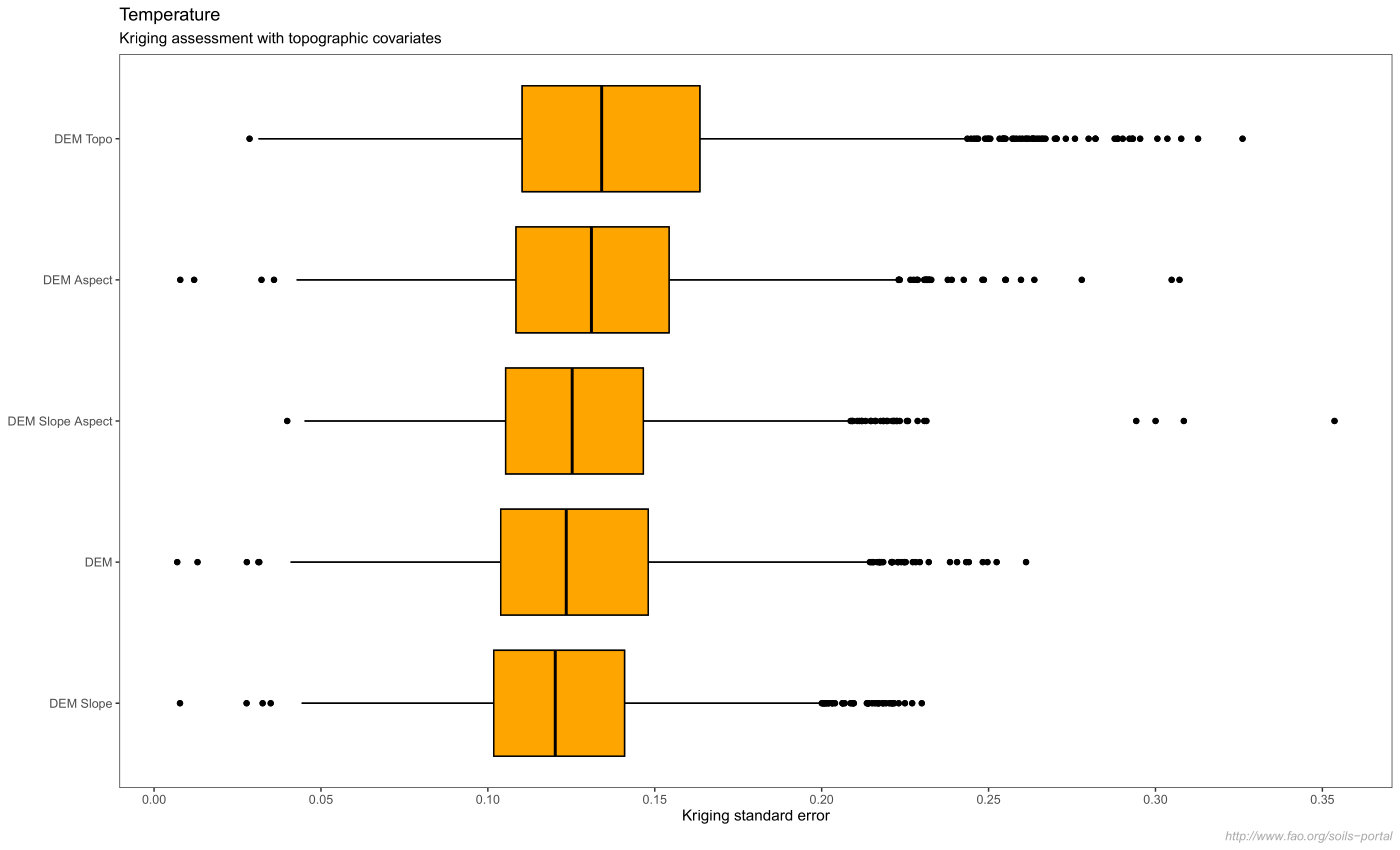 Temperature
Kriging assessment with topographic covariates
DEM Topo
DEM Aspect
DEM Slope Aspect
DEM
DEM Slope
0.00 0.05 0.10 0.15 0.20 0.25 0.30 0.35
Kriging standard error
http://www.fao.org/soils−portal